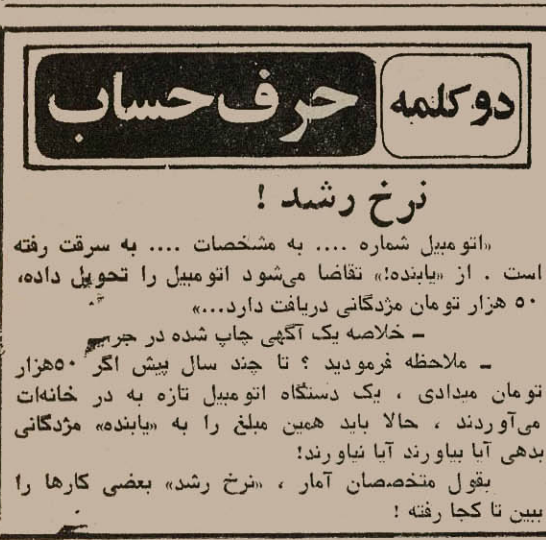 دو کلمه حرف حساب
نرخ رشد !
«اتومبیل شماره .... به مشخصات .... به سرقت رفته
است . از «یابنده!» تقاضا می‌شود اتومبیل را تحویل داده،
۵۰ هزار تومان مژدگانی دریافت دارد...»
– خلاصه یک آگهی چاپ شده در
– ملاحظه فرمودید ؟ تا چند سال پیش اگر ۵۰هزار
تومان میدادی ، یک دستگاه اتومبیل تازه به در خانه‌ات
می‌آوردند ، حالا باید همین مبلغ را به «یابنده» مژدگانی
بدهی آیا بیاورند آیا نیاورند!
بقول متخصصان آمار ، «نرخ رشد» بعضی کارها را
ببین تا کجا رفته !